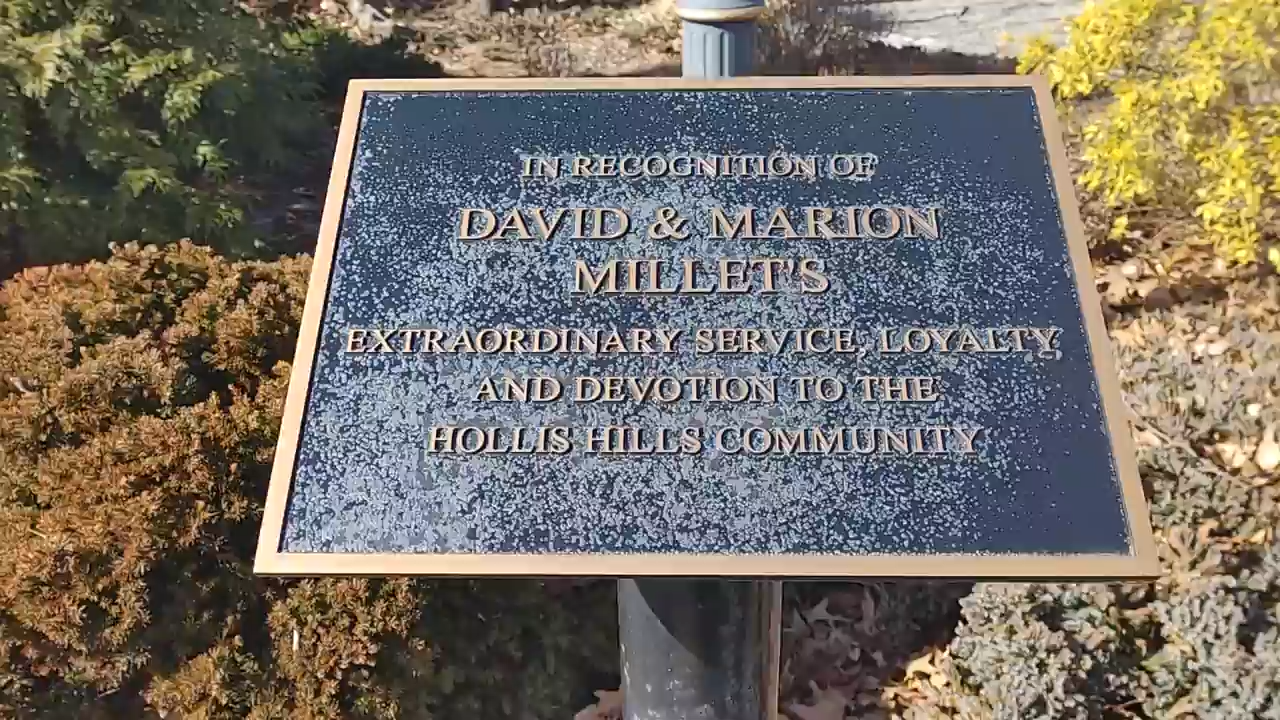 IN RECOGNITION OF
DAVID & MARION
MILLET'S
EXTRAORDINARY SERVICE, LOYALTY,
AND DEVOTION TO THE
HOLLIS HILLS COMMUNITY